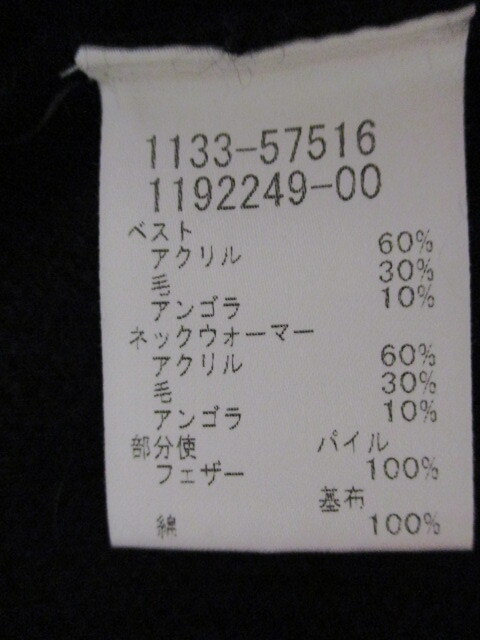 1133-57516
1192249-00
ベスト
アクリル 60%
毛 30%
アンゴラ 10%
ネックウォーマー
アクリル 60%
毛 30%
アンゴラ 10%
部分使 パイル
フェザー 100%
基布
綿 100%